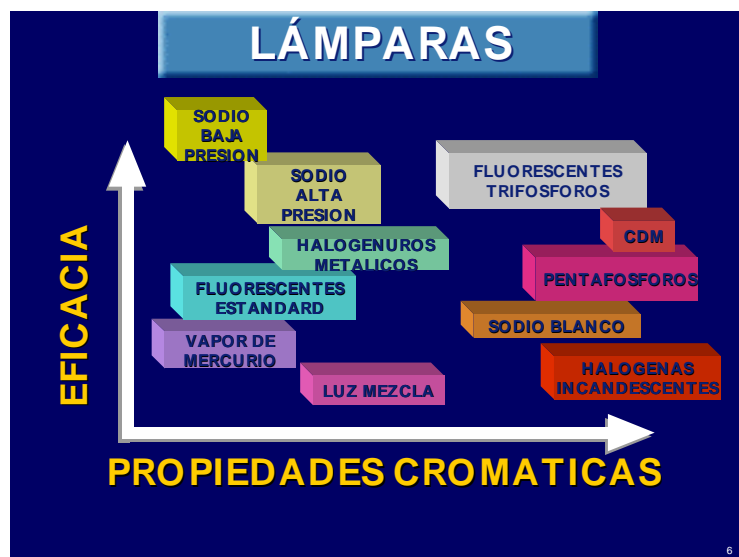 LÁMPARAS
SODIO
BAJA
PRESION
SODIO
ALTA
PRESION
FLUORESCENTES
TRIFOSFOROS
CDM
HALOGENUROS
METALICOS
PENTAFOSFOROS
FLUORESCENTES
ESTANDARD
SODIO BLANCO
VAPOR DE
MERCURIO
HALOGENAS
INCANDESCENTES
LUZ MEZCLA
EFICACIA
PROPIEDADES CROMATICAS
6